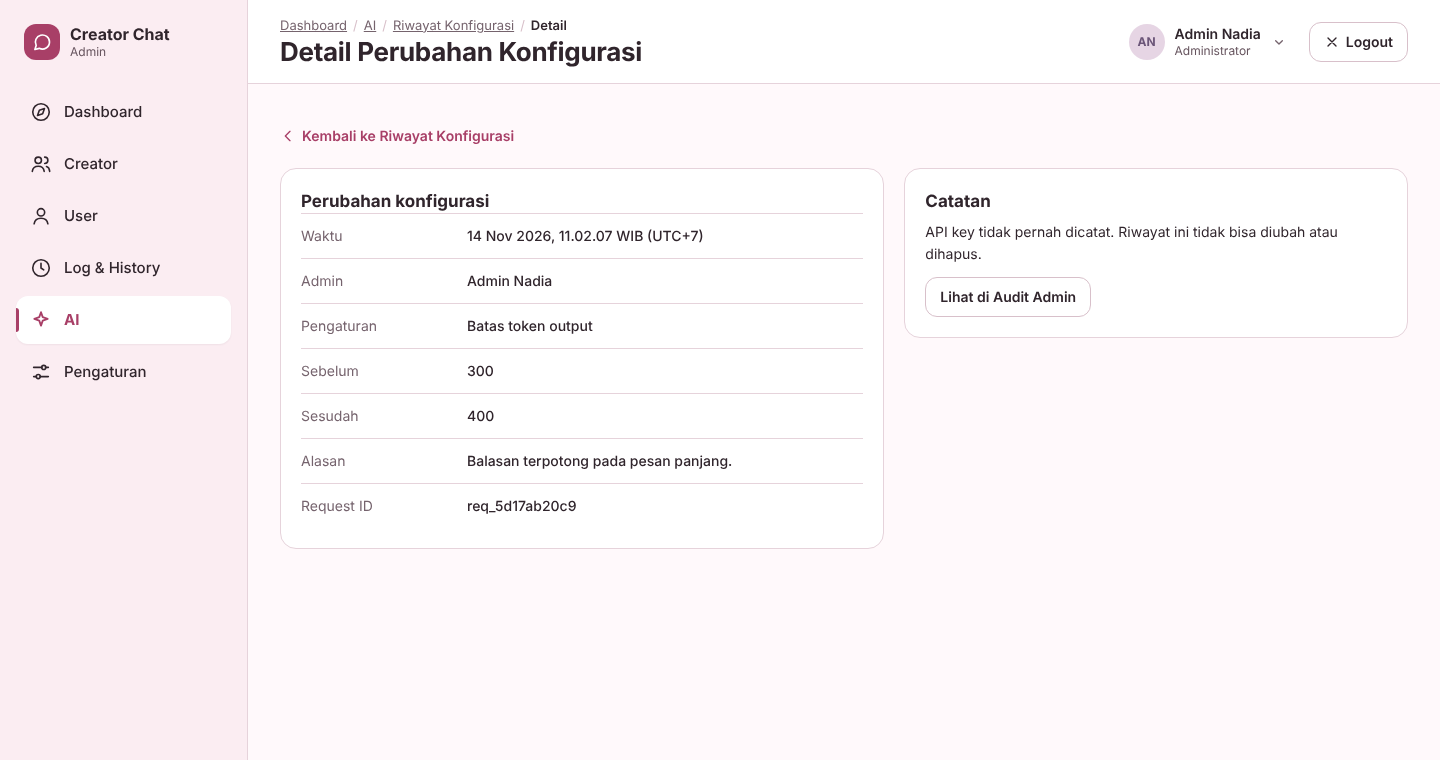 Creator Chat
Admin
Dashboard
Creator
User
Log & History
AI
Pengaturan
Dashboard / AI / Riwayat Konfigurasi / Detail
Detail Perubahan Konfigurasi
AN
Admin Nadia
Administrator
Logout
Kembali ke Riwayat Konfigurasi
Perubahan konfigurasi
Waktu 14 Nov 2026, 11.02.07 WIB (UTC+7)
Admin Admin Nadia
Pengaturan Batas token output
Sebelum 300
Sesudah 400
Alasan Balasan terpotong pada pesan panjang.
Request ID req_5d17ab20c9
Catatan
API key tidak pernah dicatat. Riwayat ini tidak bisa diubah atau
dihapus.
Lihat di Audit Admin